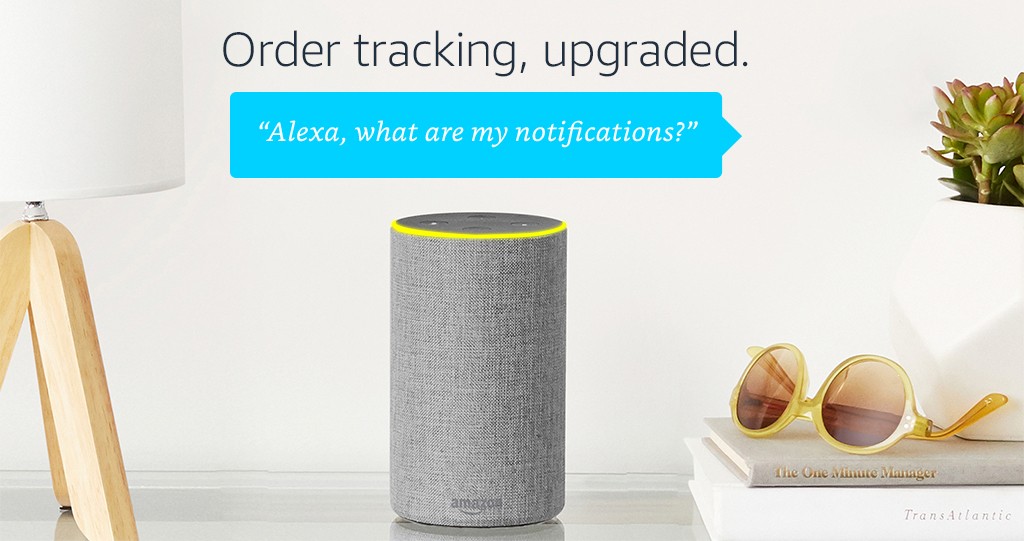 Order tracking, upgraded.
“Alexa, what are my notifications?”
amazon
The One Minute Manager
TransAtlantic